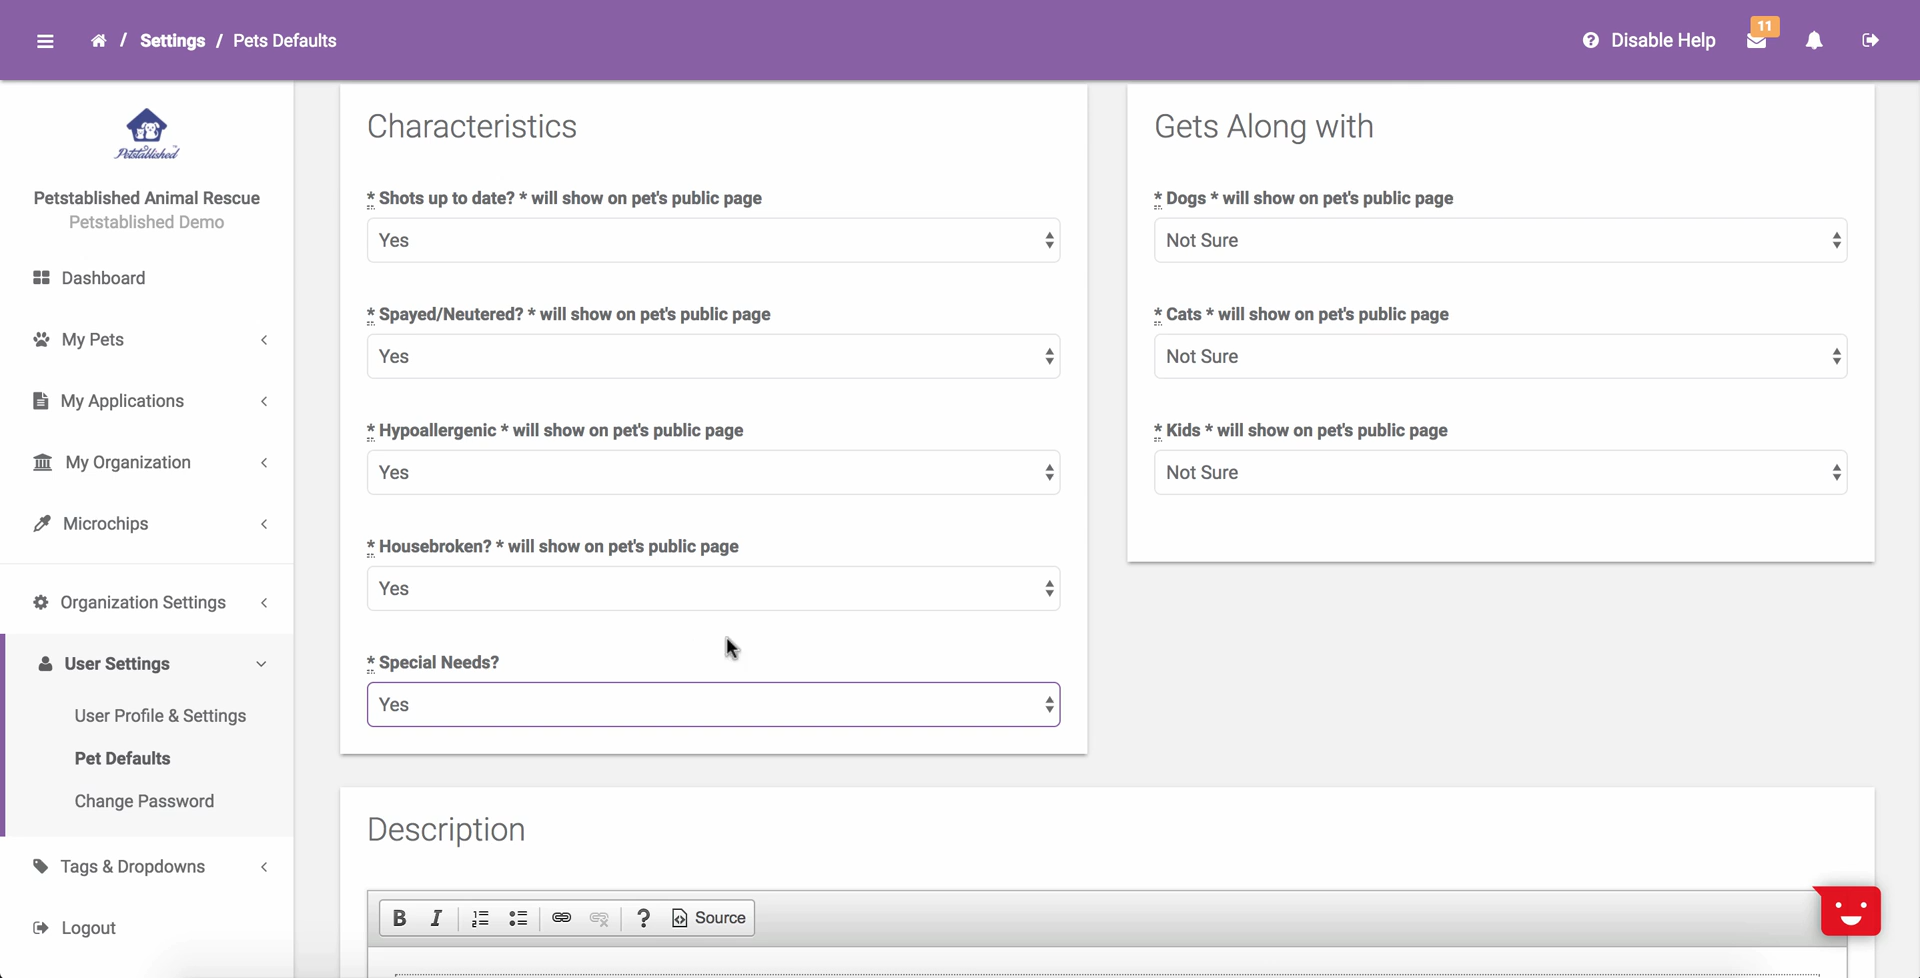 / Settings / Pets Defaults
Disable Help
11
Petstablished
Petstablished Animal Rescue
Petstablished Demo
Dashboard
My Pets
My Applications
My Organization
Microchips
Organization Settings
User Settings
User Profile & Settings
Pet Defaults
Change Password
Tags & Dropdowns
Logout
Characteristics
* Shots up to date? * will show on pet's public page
Yes
* Spayed/Neutered? * will show on pet's public page
Yes
* Hypoallergenic * will show on pet's public page
Yes
* Housebroken? * will show on pet's public page
Yes
* Special Needs?
Yes
Gets Along with
* Dogs * will show on pet's public page
Not Sure
* Cats * will show on pet's public page
Not Sure
* Kids * will show on pet's public page
Not Sure
Description
B I ? Source